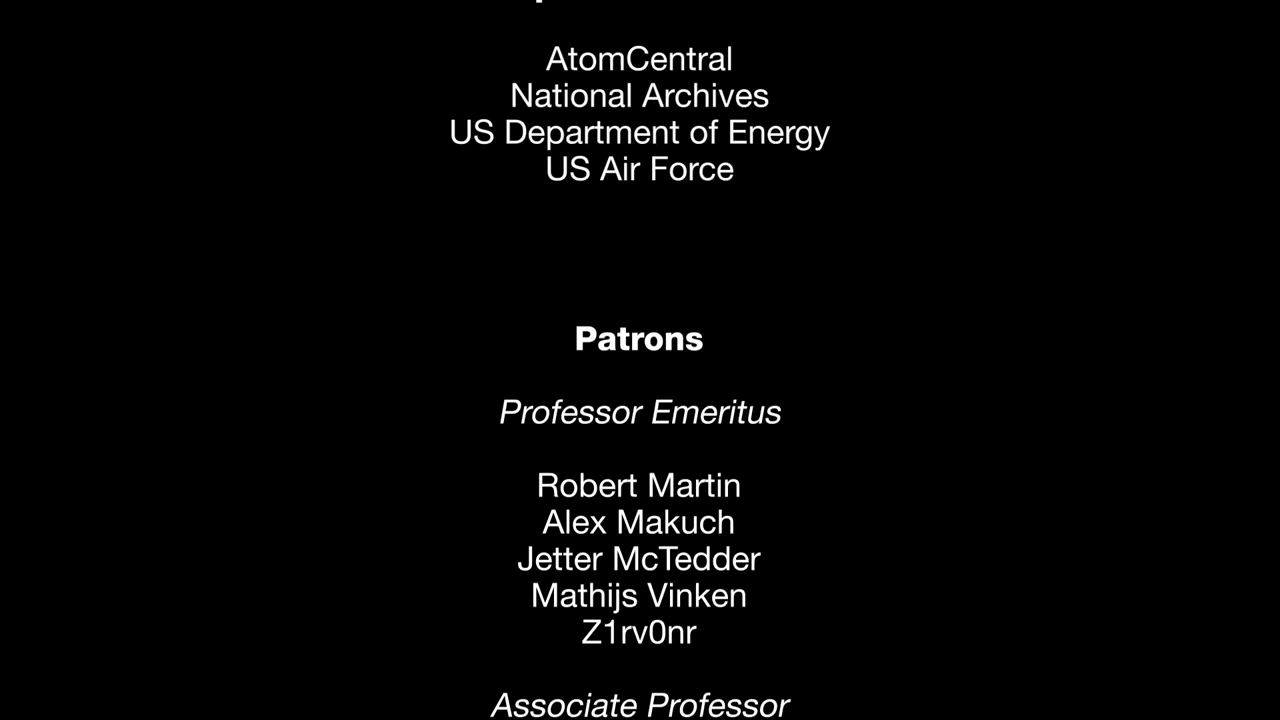 AtomCentral
National Archives
US Department of Energy
US Air Force
Patrons
Professor Emeritus
Robert Martin
Alex Makuch
Jetter McTedder
Mathijs Vinken
Z1rv0nr
Associate Professor